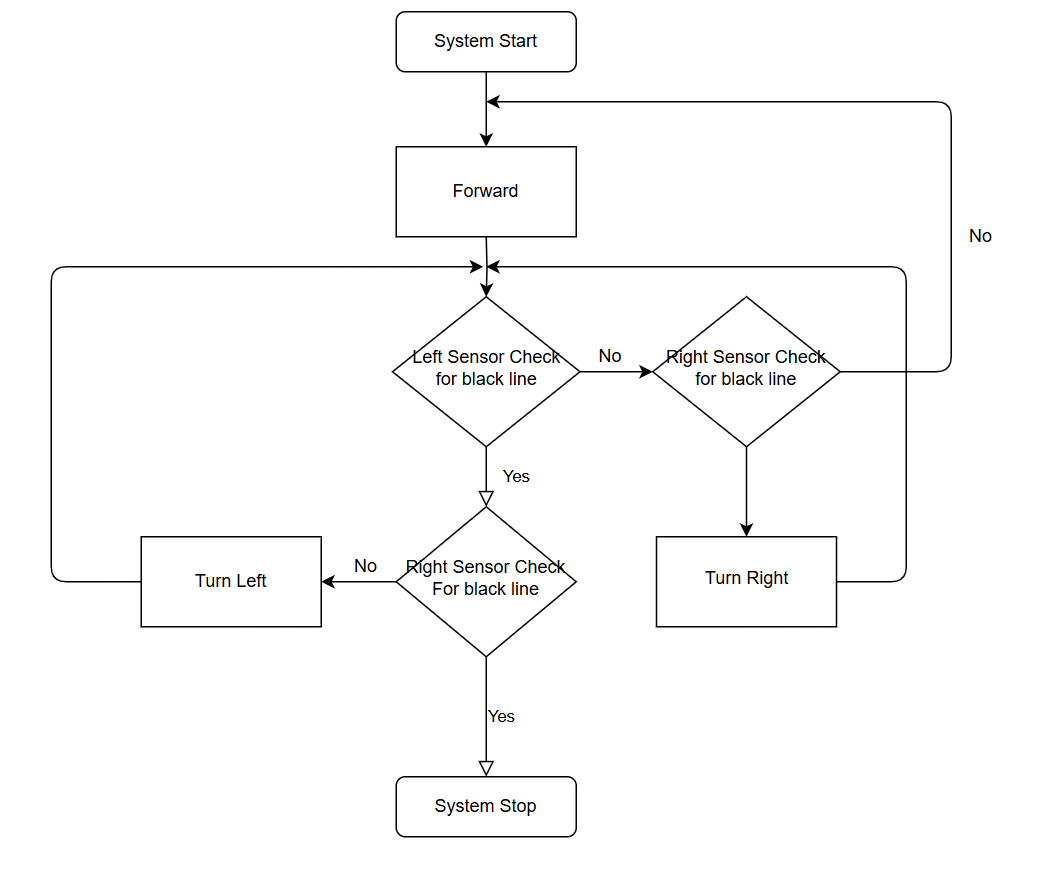 System Start
No
Forward
Left Sensor Check
for black line
No
Right Sensor Check
for black line
Yes
Turn Left
No
Right Sensor Check
For black line
Turn Right
Yes
System Stop